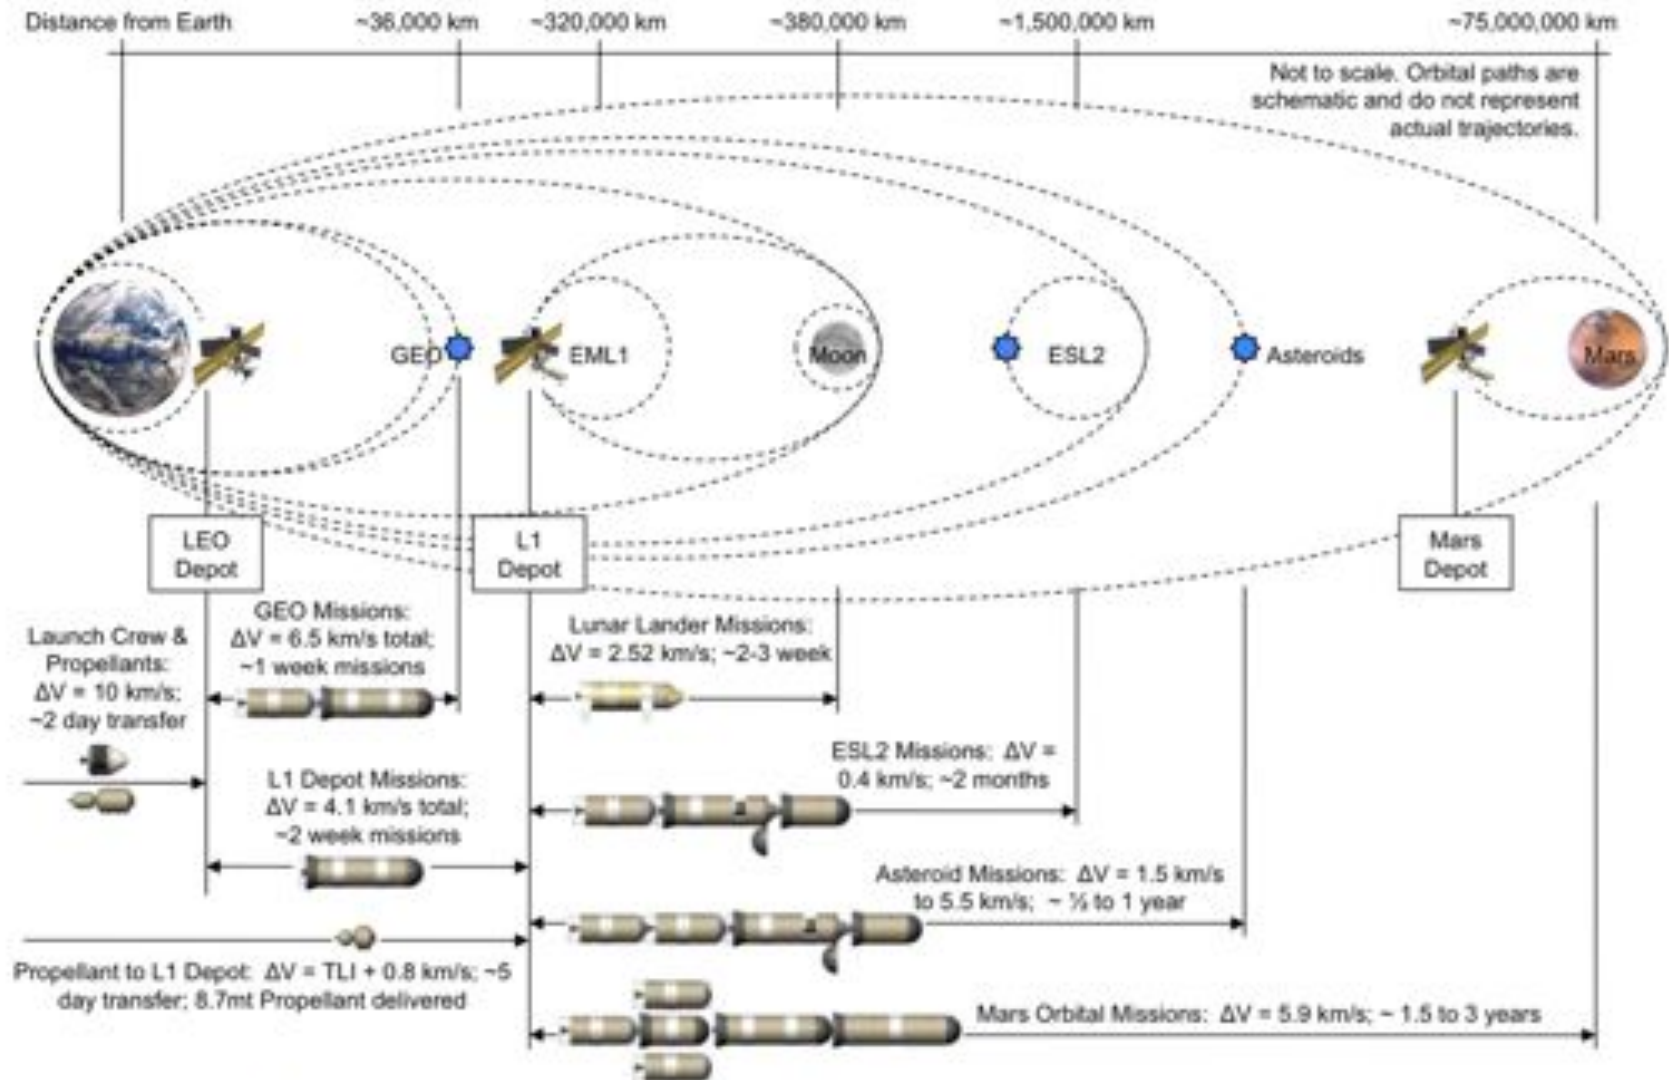 Distance from Earth
~36,000 km
~320,000 km
~380,000 km
~1,500,000 km
~75,000,000 km
Not to scale. Orbital paths are
schematic and do not represent
actual trajectories.
GEO
EML1
Moon
ESL2
Asteroids
Mars
LEO
Depot
L1
Depot
Mars
Depot
Launch Crew &
Propellants:
ΔV = 10 km/s;
~2 day transfer
GEO Missions:
ΔV = 6.5 km/s total;
~1 week missions
Lunar Lander Missions:
ΔV = 2.52 km/s; ~2-3 week
L1 Depot Missions:
ΔV = 4.1 km/s total;
~2 week missions
ESL2 Missions: ΔV =
0.4 km/s; ~2 months
Asteroid Missions: ΔV = 1.5 km/s
to 5.5 km/s; ~ ½ to 1 year
Propellant to L1 Depot: ΔV = TLI + 0.8 km/s; ~5
day transfer; 8.7mt Propellant delivered
Mars Orbital Missions: ΔV = 5.9 km/s; ~ 1.5 to 3 years